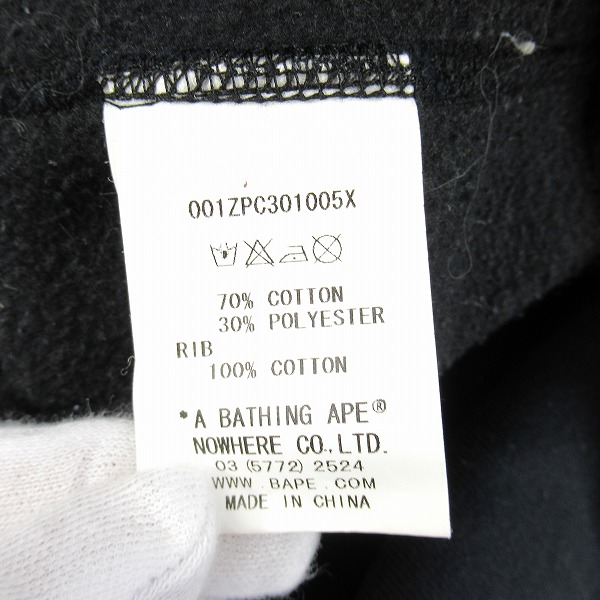 001ZPC301005X
70% COTTON
30% POLYESTER
RIB
100% COTTON
*A BATHING APE®
NOWHERE CO.,LTD.
03 (5772) 2524
WWW.BAPE.COM
MADE IN CHINA